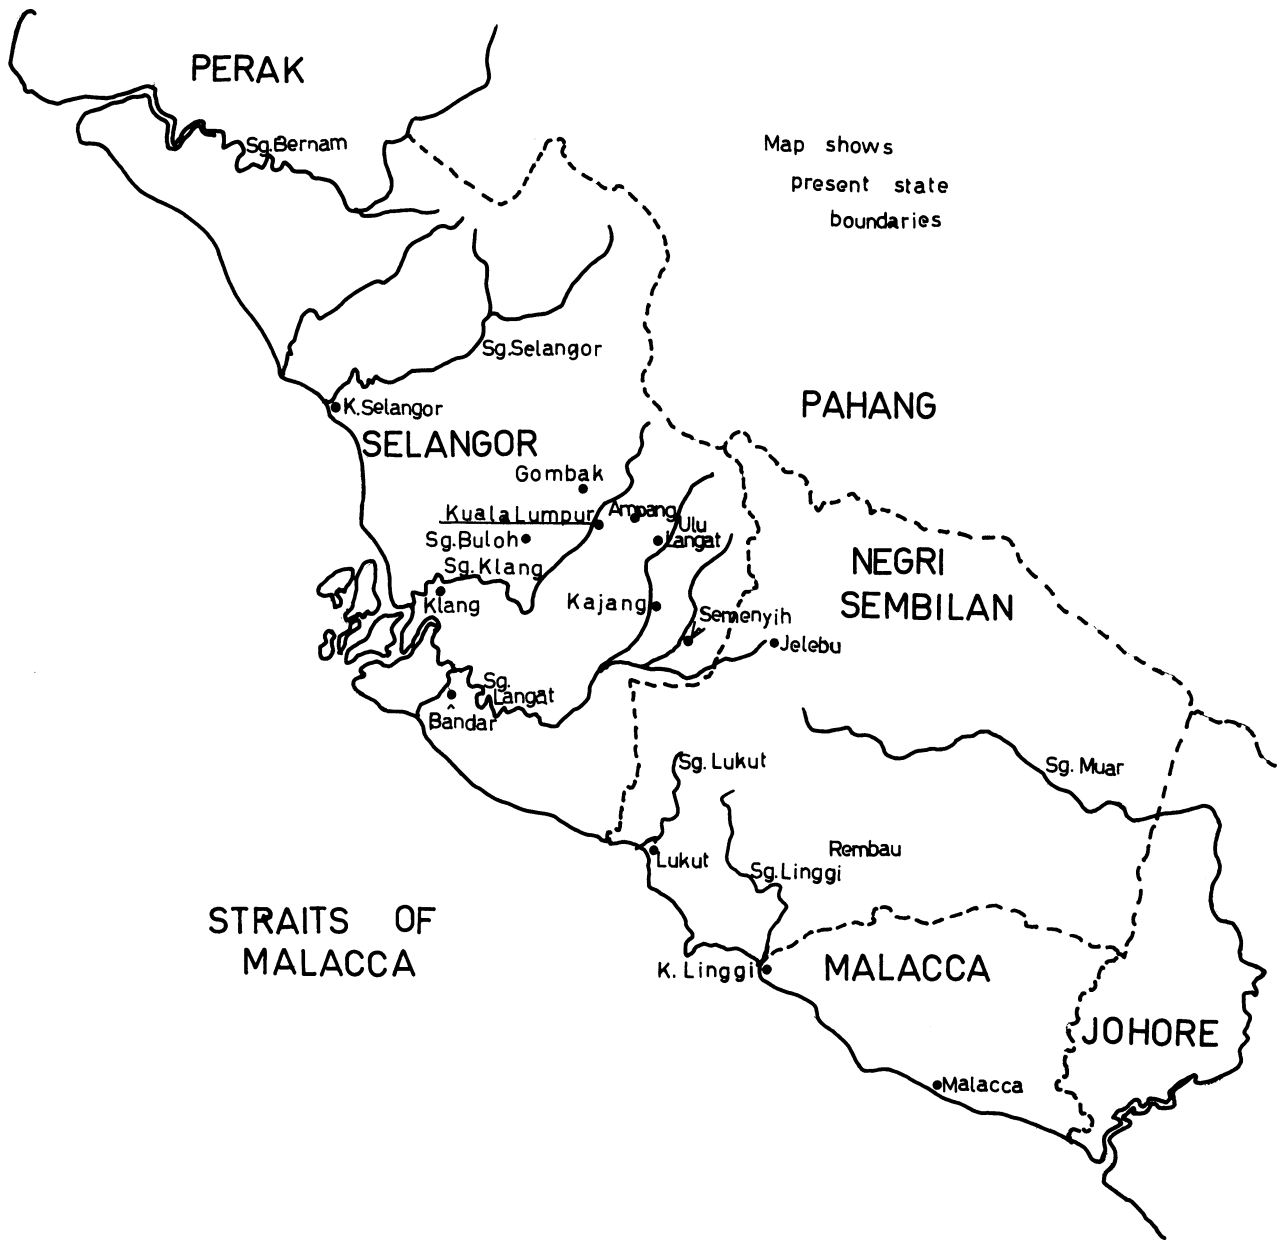 PERAK
Sg.Bernam
Map shows
present state
boundaries
Sg.Selangor
K.Selangor
PAHANG
SELANGOR
Gombak
Kuala Lumpur
Ampang
Ulu
Langat
Sg.Buloh
Sg.Klang
Klang
Kajang
NEGRI
SEMBILAN
Semenyih
Jelebu
Sg.
Langat
Bandar
Sg. Lukut
Sg. Muar
Lukut
Rembau
Sg.Linggi
STRAITS OF
MALACCA
K. Linggi
MALACCA
JOHORE
Malacca